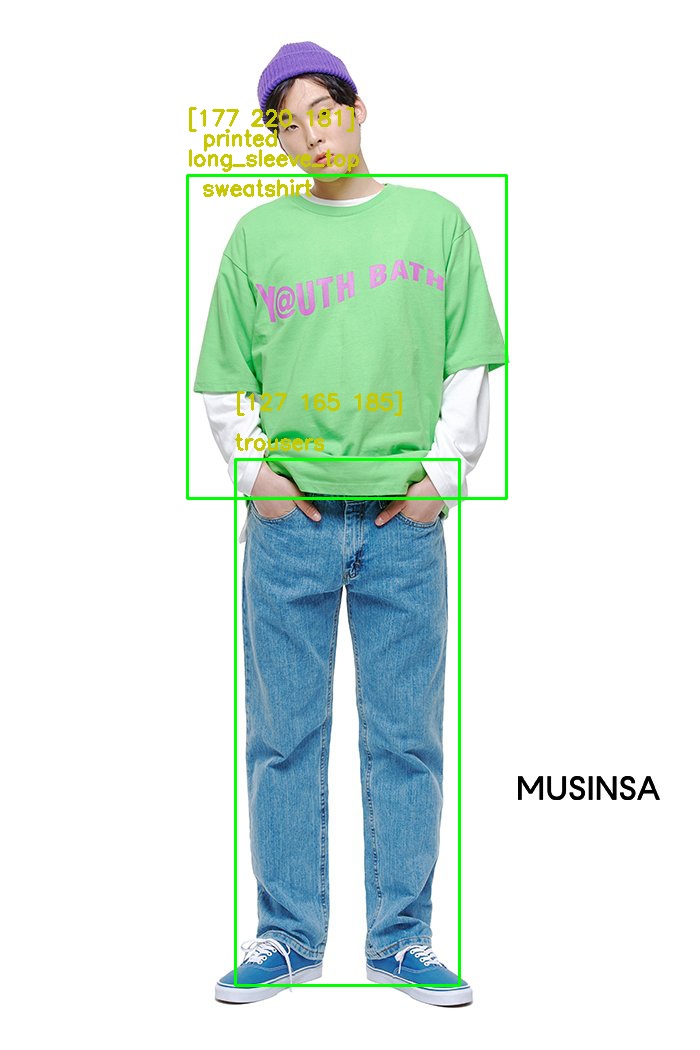 [177 220 181]
printed
long_sleeve_top
sweatshirt
Y@UTH BATH
[127 165 185]
trousers
MUSINSA